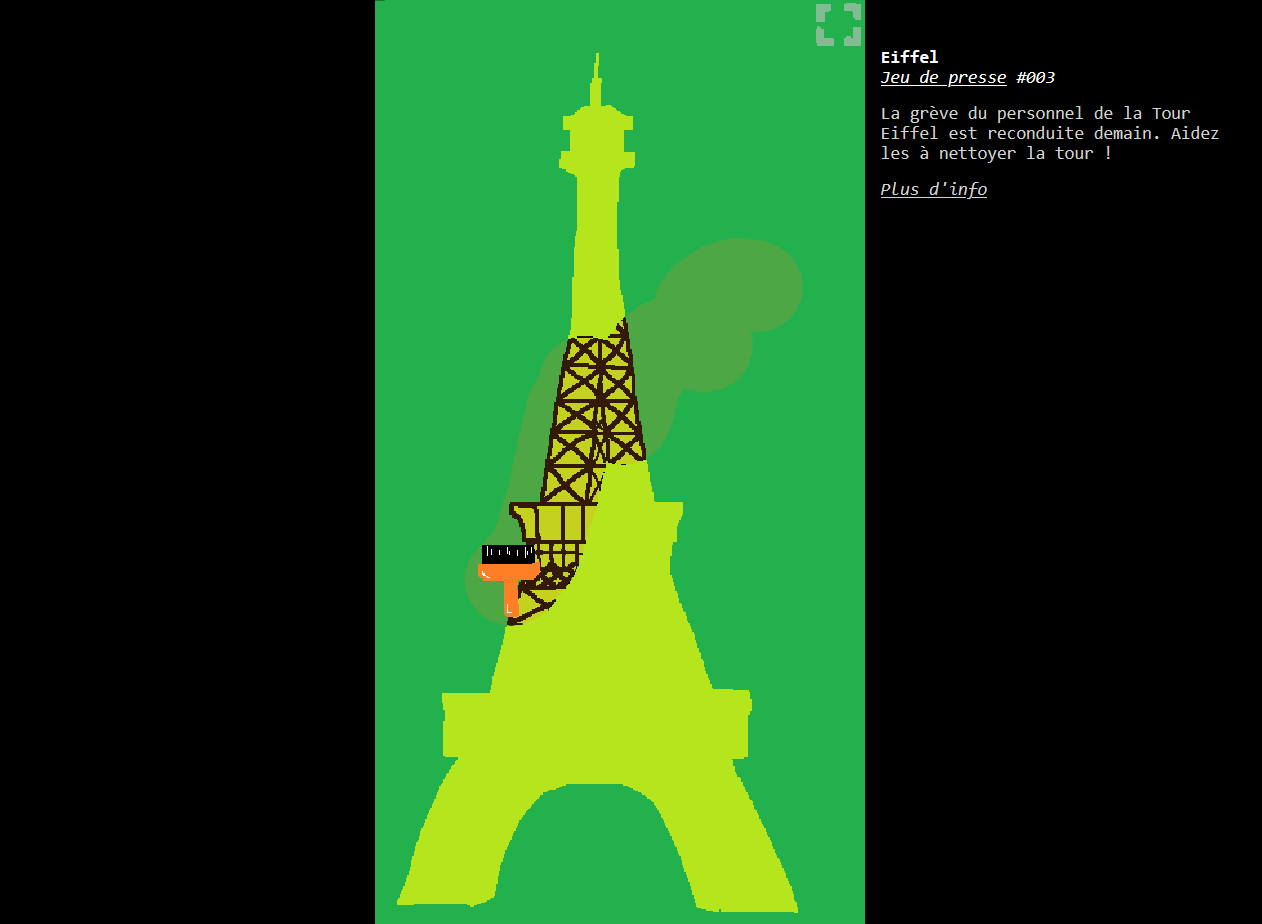 Eiffel
Jeu de presse #003
La grève du personnel de la Tour
Eiffel est reconduite demain. Aidez
les à nettoyer la tour !
Plus d'info